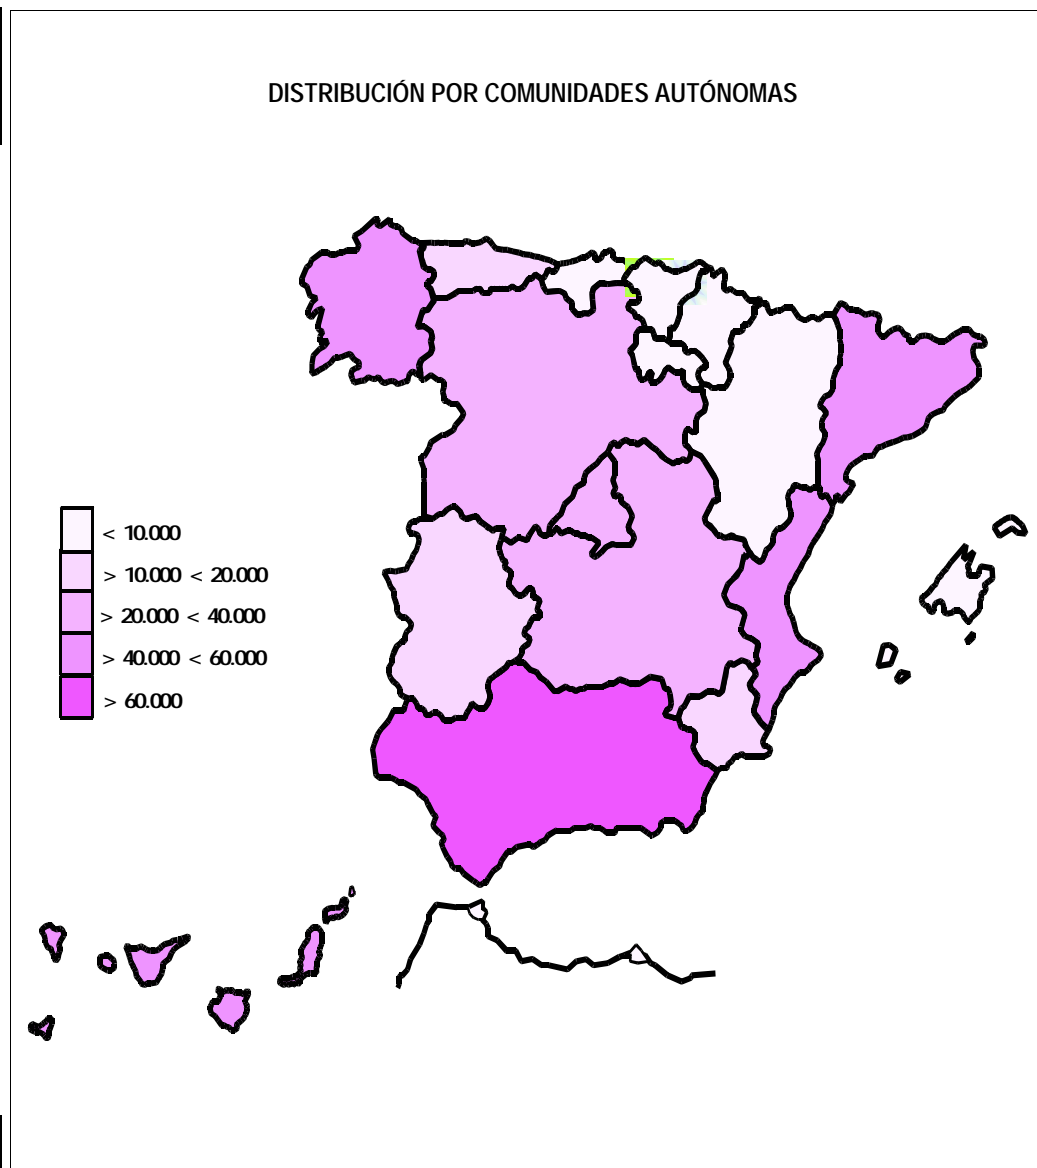 DISTRIBUCIÓN POR COMUNIDADES AUTÓNOMAS
< 10.000
> 10.000 < 20.000
> 20.000 < 40.000
> 40.000 < 60.000
> 60.000